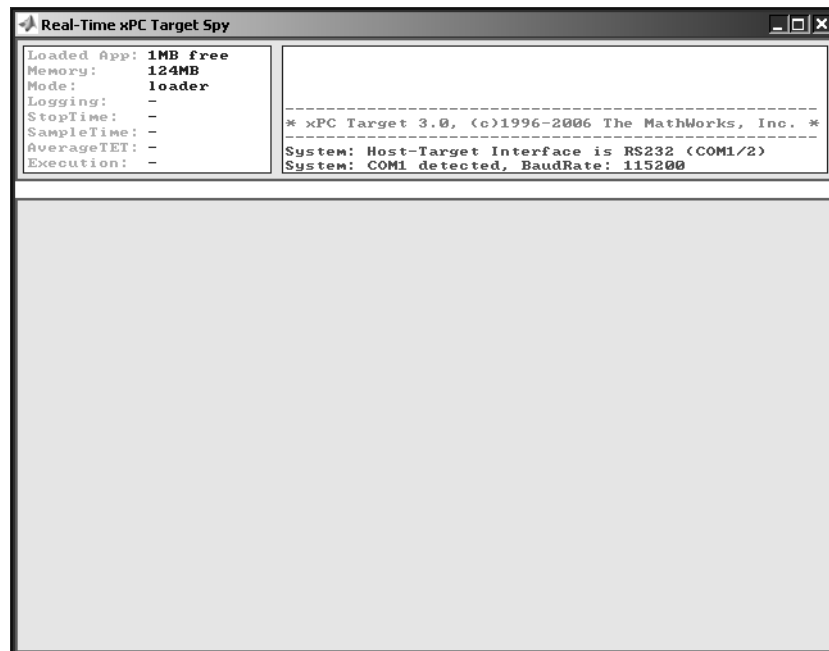 Real-Time xPC Target Spy
Loaded App: 1MB free
Memory: 124MB
Mode: loader
Logging: -
StopTime: -
SampleTime: -
AverageTET: -
Execution: -
------------------------------------------------------
* xPC Target 3.0, (c)1996-2006 The MathWorks, Inc. *
------------------------------------------------------
System: Host-Target Interface is RS232 (COM1/2)
System: COM1 detected, BaudRate: 115200